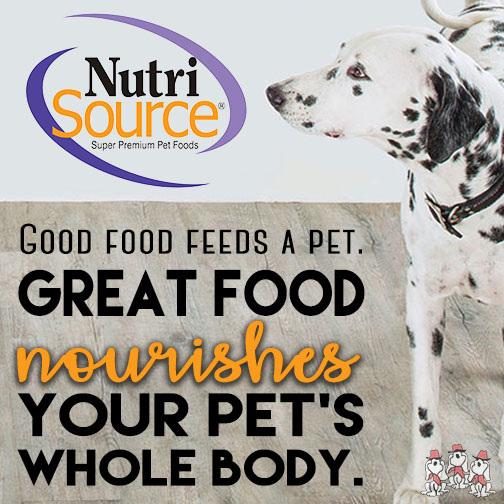 Nutri
Source®
Super Premium Pet Foods
GOOD FOOD FEEDS A PET.
GREAT FOOD
nourishes
YOUR PET'S
WHOLE BODY.